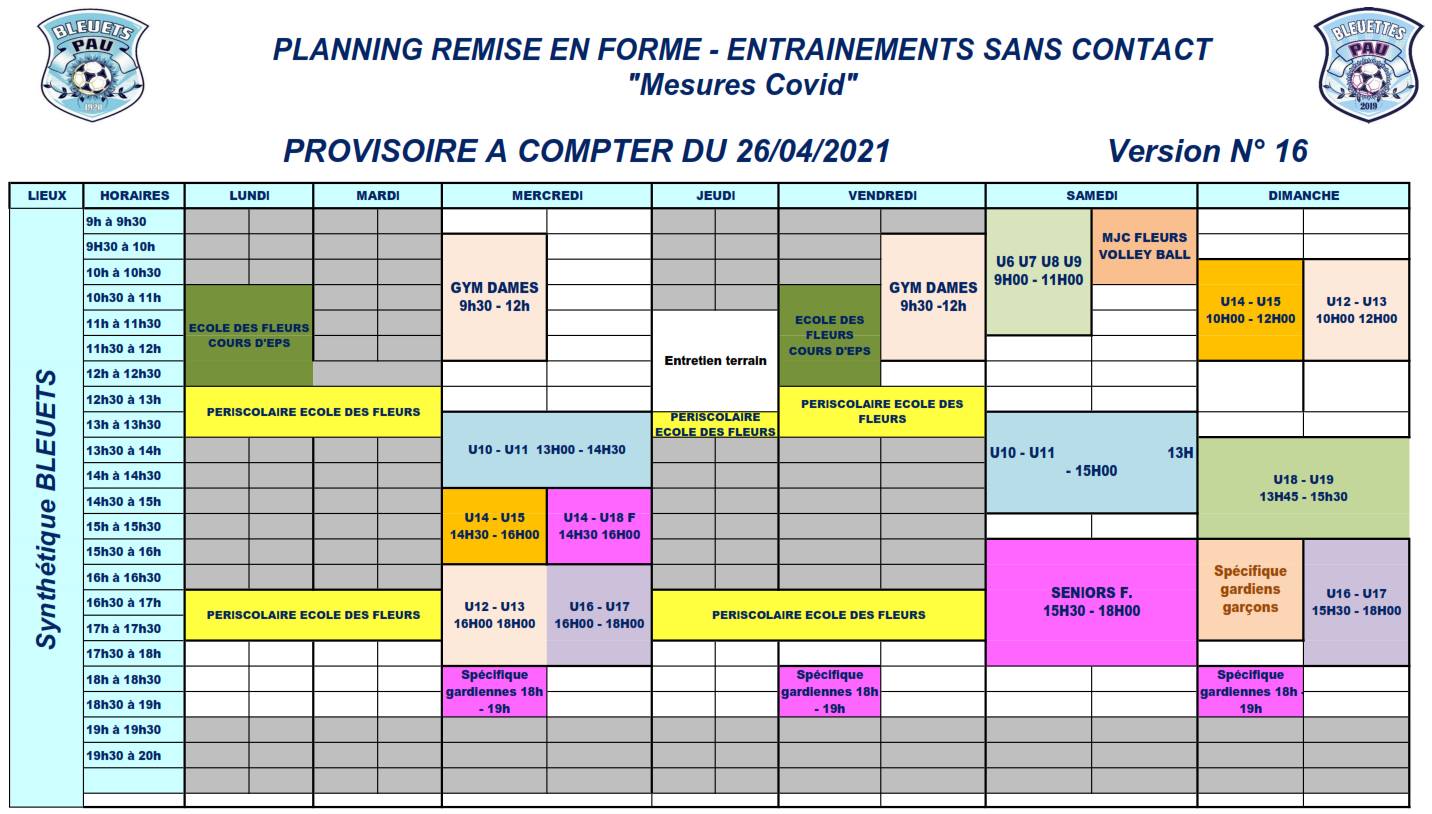 BLEUETS
PAU
1920
BLEUETTES
PAU
2019
PLANNING REMISE EN FORME - ENTRAINEMENTS SANS CONTACT
"Mesures Covid"
PROVISOIRE A COMPTER DU 26/04/2021
Version N° 16
LIEUX HORAIRES LUNDI MARDI MERCREDI JEUDI VENDREDI SAMEDI DIMANCHE
Synthétique BLEUETS
9h à 9h30
9H30 à 10h
10h à 10h30
10h30 à 11h
11h à 11h30
11h30 à 12h
12h à 12h30
12h30 à 13h
13h à 13h30
13h30 à 14h
14h à 14h30
14h30 à 15h
15h à 15h30
15h30 à 16h
16h à 16h30
16h30 à 17h
17h à 17h30
17h30 à 18h
18h à 18h30
18h30 à 19h
19h à 19h30
19h30 à 20h
ECOLE DES FLEURS
COURS D'EPS
PERISCOLAIRE ECOLE DES FLEURS
PERISCOLAIRE ECOLE DES FLEURS
GYM DAMES
9h30 - 12h
U10 - U11 13H00 - 14H30
U14 - U15
14H30 - 16H00
U14 - U18 F
14H30 16H00
U12 - U13
16H00 18H00
U16 - U17
16H00 - 18H00
Spécifique
gardiennes 18h
- 19h
Entretien terrain
PERISCOLAIRE
ECOLE DES FLEURS
GYM DAMES
9h30 -12h
ECOLE DES
FLEURS
COURS D'EPS
PERISCOLAIRE ECOLE DES
FLEURS
PERISCOLAIRE ECOLE DES FLEURS
Spécifique
gardiennes 18h
- 19h
U6 U7 U8 U9
9H00 - 11H00
MJC FLEURS
VOLLEY BALL
U10 - U11 13H
- 15H00
SENIORS F.
15H30 - 18H00
U14 - U15
10H00 - 12H00
U12 - U13
10H00 12H00
U18 - U19
13H45 - 15h30
Spécifique
gardiens
garçons
U16 - U17
15H30 - 18H00
Spécifique
gardiennes 18h -
19h